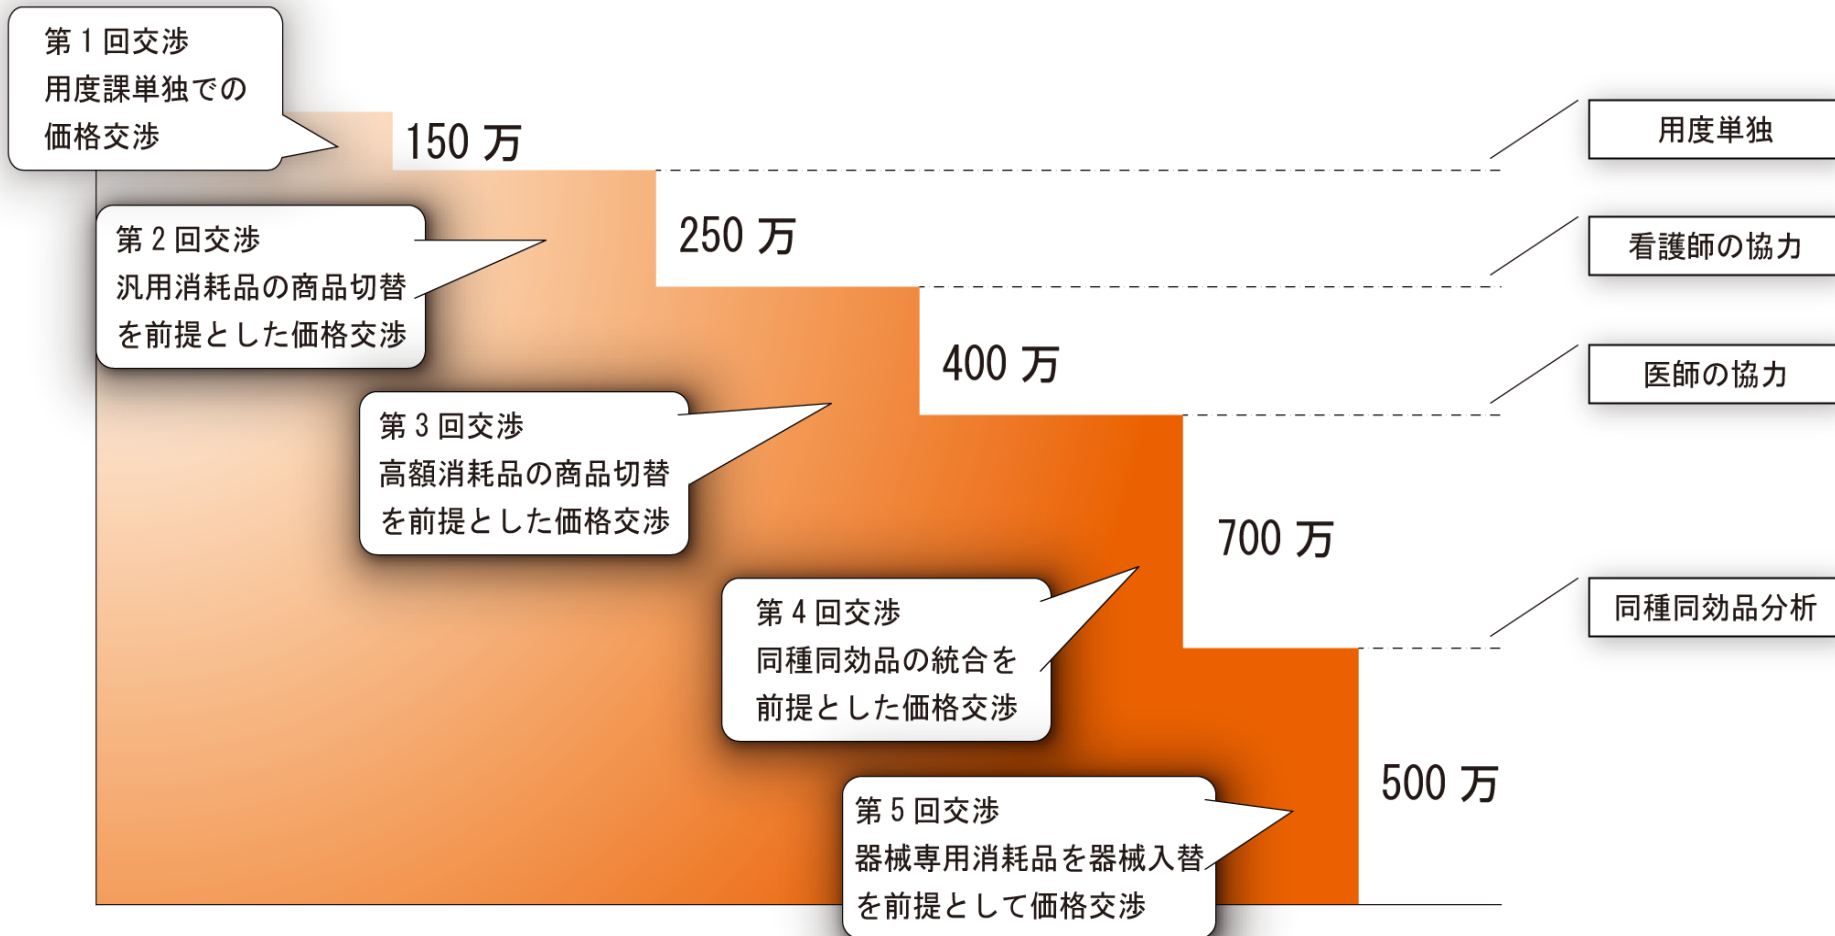 第1回交渉
用度課単独での
価格交渉
150 万
用度単独
第2回交渉
汎用消耗品の商品切替
を前提とした価格交渉
250 万
看護師の協力
第3回交渉
高額消耗品の商品切替
を前提とした価格交渉
400 万
医師の協力
第4回交渉
同種同効品の統合を
前提とした価格交渉
700 万
同種同効品分析
第5回交渉
器械専用消耗品を器械入替
を前提として価格交渉
500 万